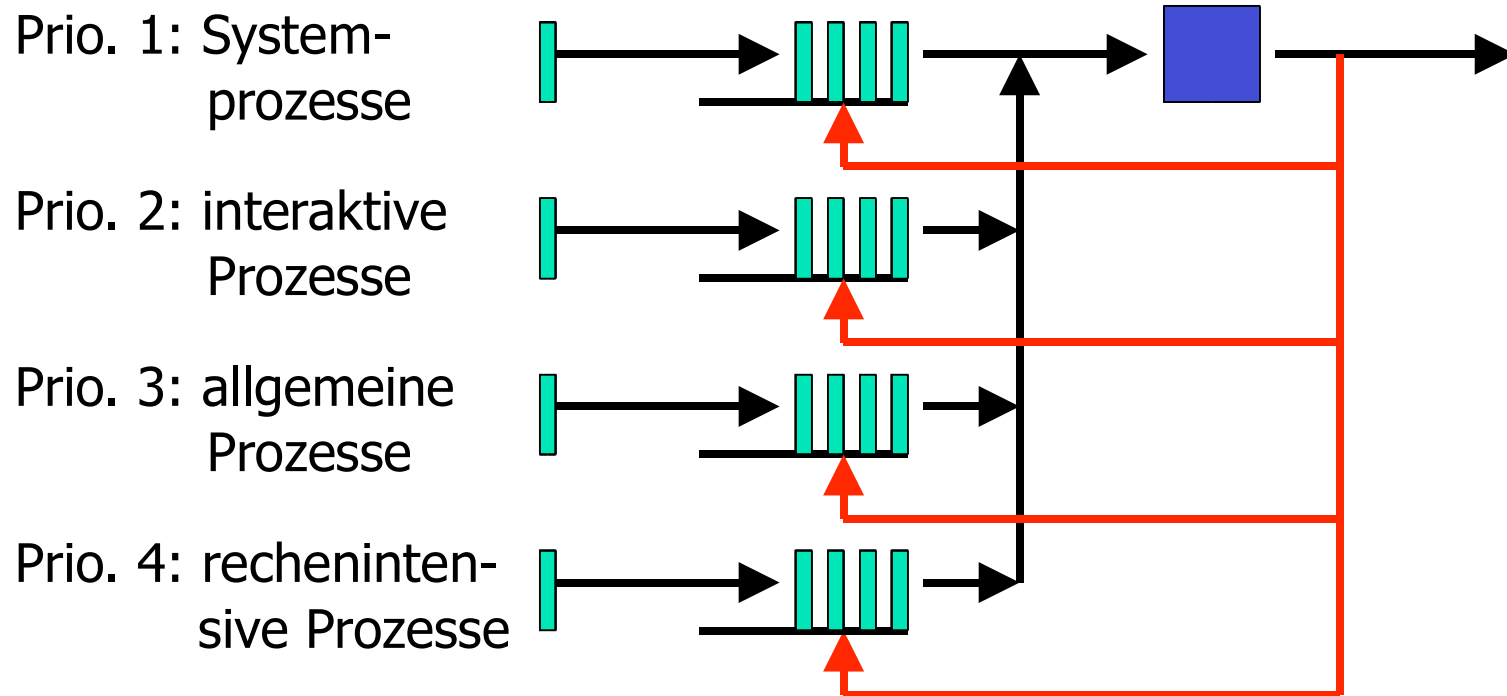 Prio. 1: System-
prozesse
Prio. 2: interaktive
Prozesse
Prio. 3: allgemeine
Prozesse
Prio. 4: recheninten-
sive Prozesse